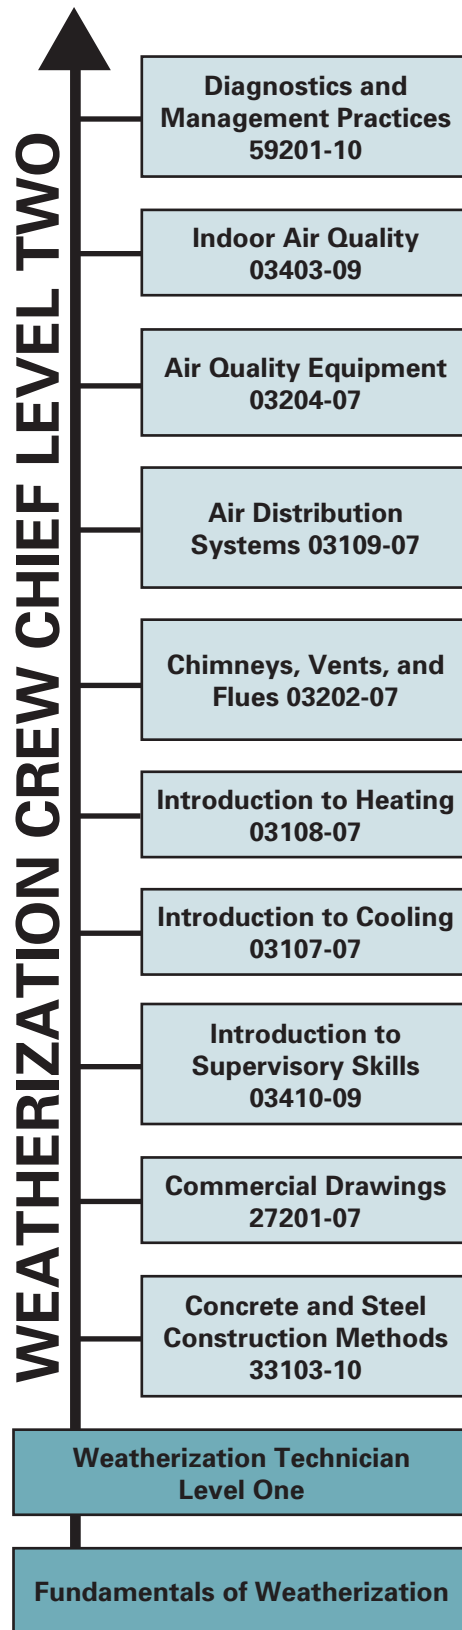 WEATHERIZATION CREW CHIEF LEVEL TWO
Diagnostics and
Management Practices
59201-10
Indoor Air Quality
03403-09
Air Quality Equipment
03204-07
Air Distribution
Systems 03109-07
Chimneys, Vents, and
Flues 03202-07
Introduction to Heating
03108-07
Introduction to Cooling
03107-07
Introduction to
Supervisory Skills
03410-09
Commercial Drawings
27201-07
Concrete and Steel
Construction Methods
33103-10
Weatherization Technician
Level One
Fundamentals of Weatherization